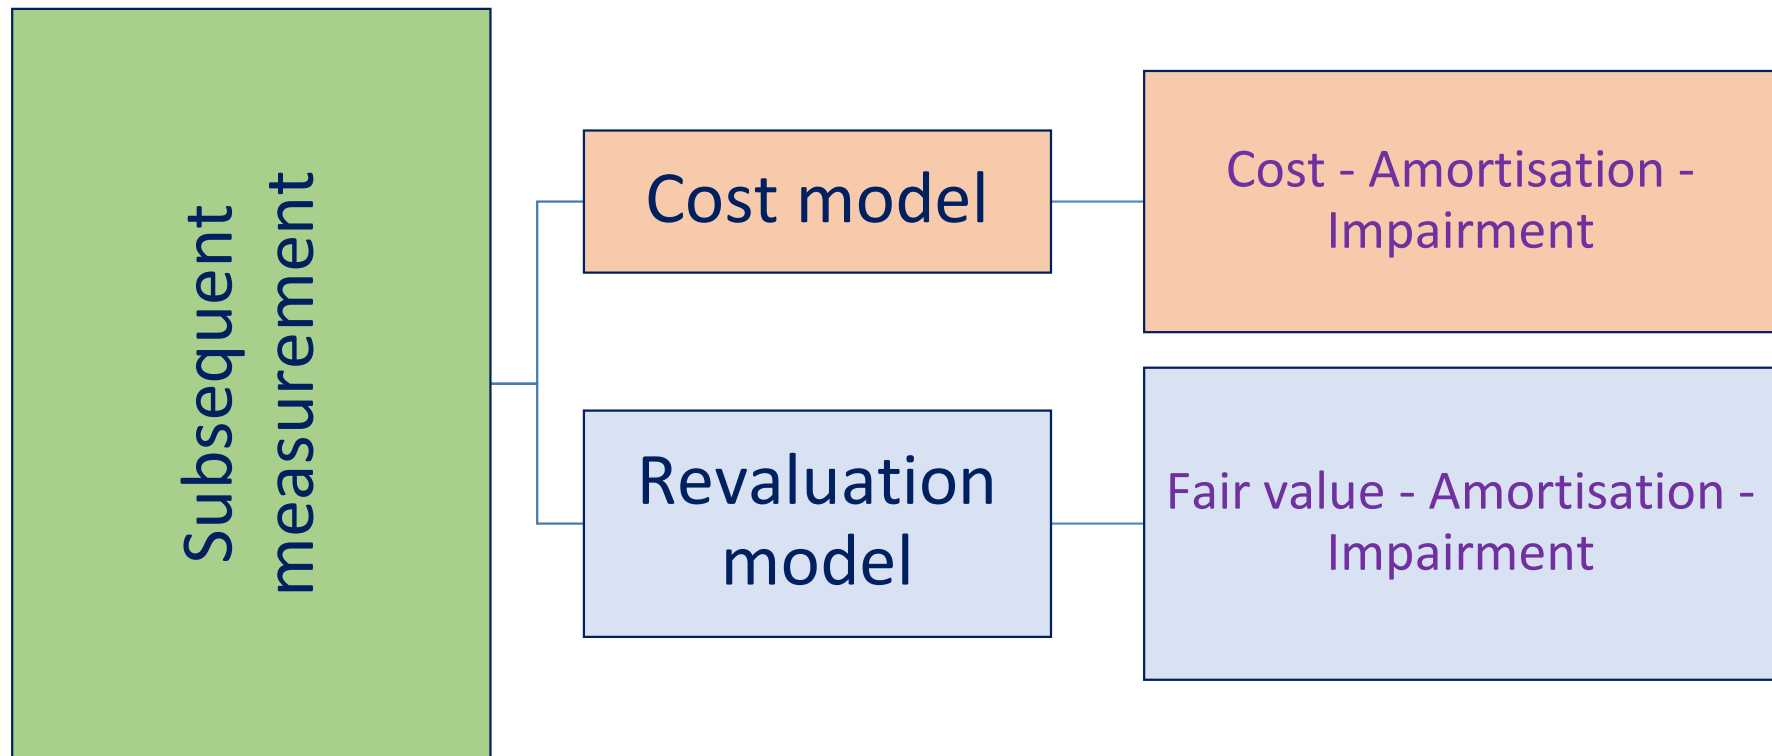 Subsequent
measurement
Cost model
Cost - Amortisation -
Impairment
Revaluation
model
Fair value - Amortisation -
Impairment